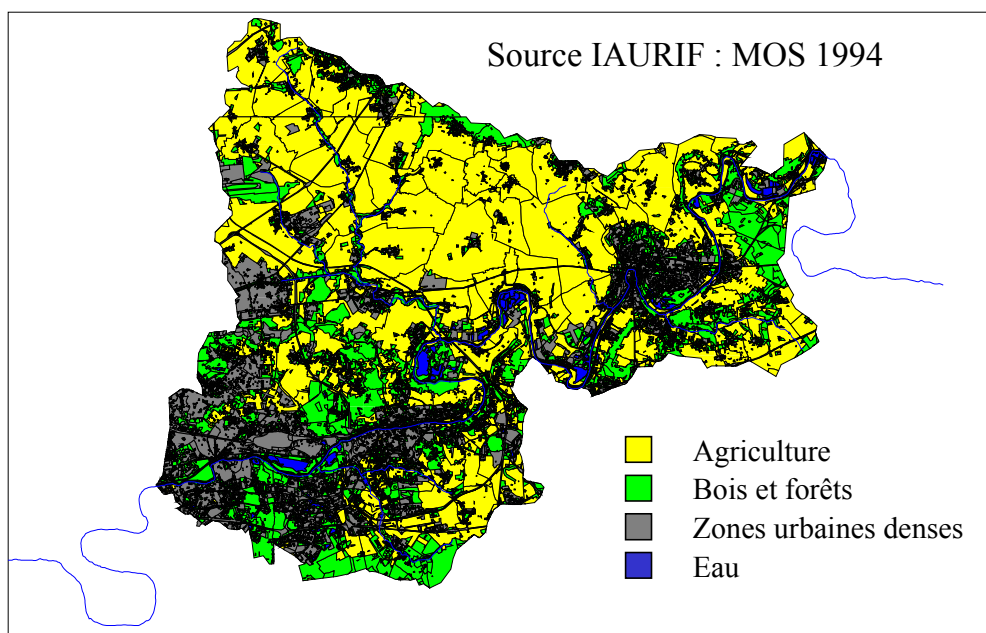 Source IAURIF : MOS 1994
Agriculture
Bois et forêts
Zones urbaines denses
Eau